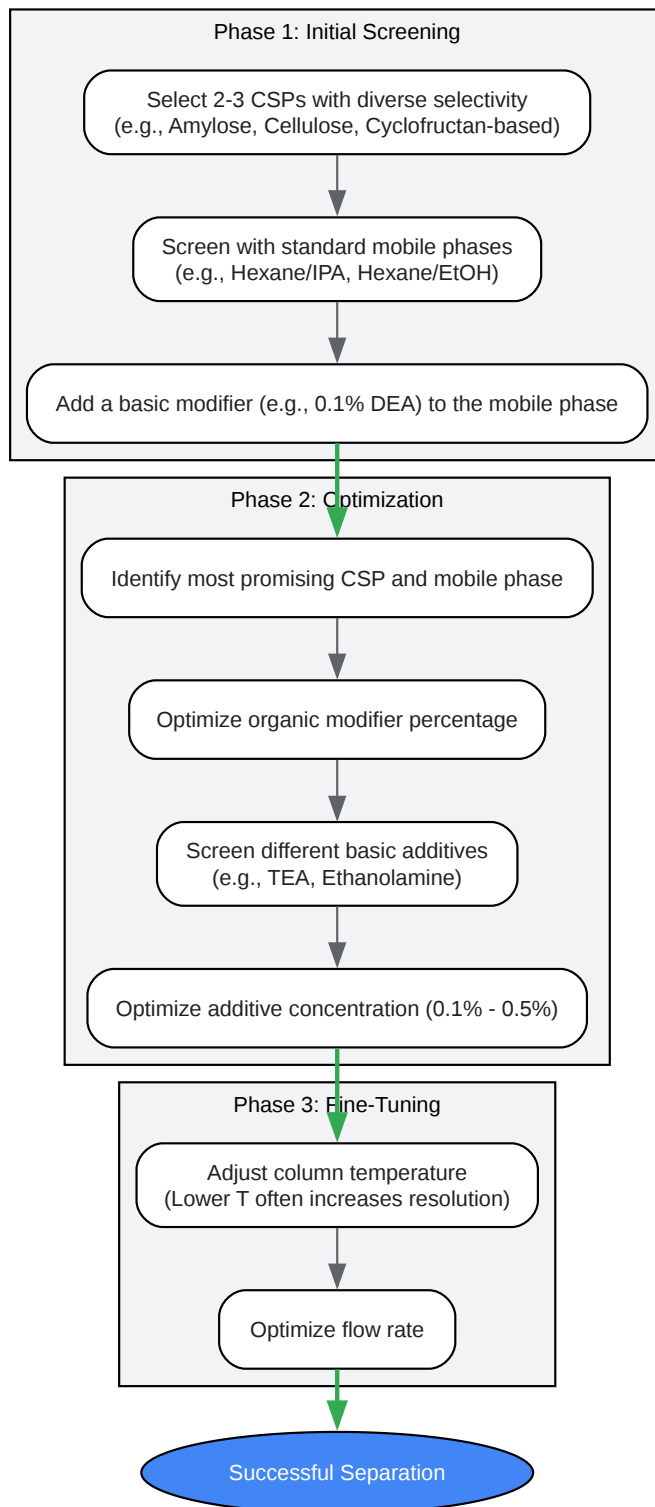 Phase 1: Initial Screening
Select 2-3 CSPs with diverse selectivity
(e.g., Amylose, Cellulose, Cyclofructan-based)
Screen with standard mobile phases
(e.g., Hexane/IPA, Hexane/EtOH)
Add a basic modifier (e.g., 0.1% DEA) to the mobile phase
Phase 2: Optimization
Identify most promising CSP and mobile phase
Optimize organic modifier percentage
Screen different basic additives
(e.g., TEA, Ethanolamine)
Optimize additive concentration (0.1% - 0.5%)
Phase 3: Fine-Tuning
Adjust column temperature
(Lower T often increases resolution)
Optimize flow rate
Successful Separation